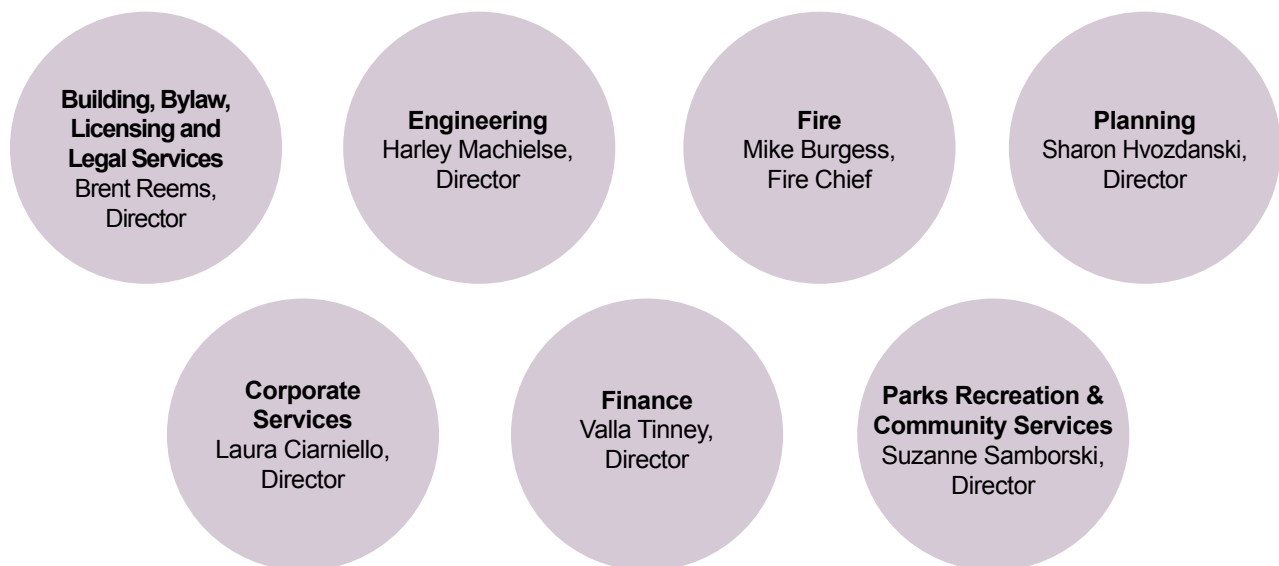 Building, Bylaw,
Licensing and
Legal Services
Brent Reems,
Director
Engineering
Harley Machielse,
Director
Fire
Mike Burgess,
Fire Chief
Planning
Sharon Hvozdanski,
Director
Corporate
Services
Laura Ciarniello,
Director
Finance
Valla Tinney,
Director
Parks Recreation &
Community Services
Suzanne Samborski,
Director